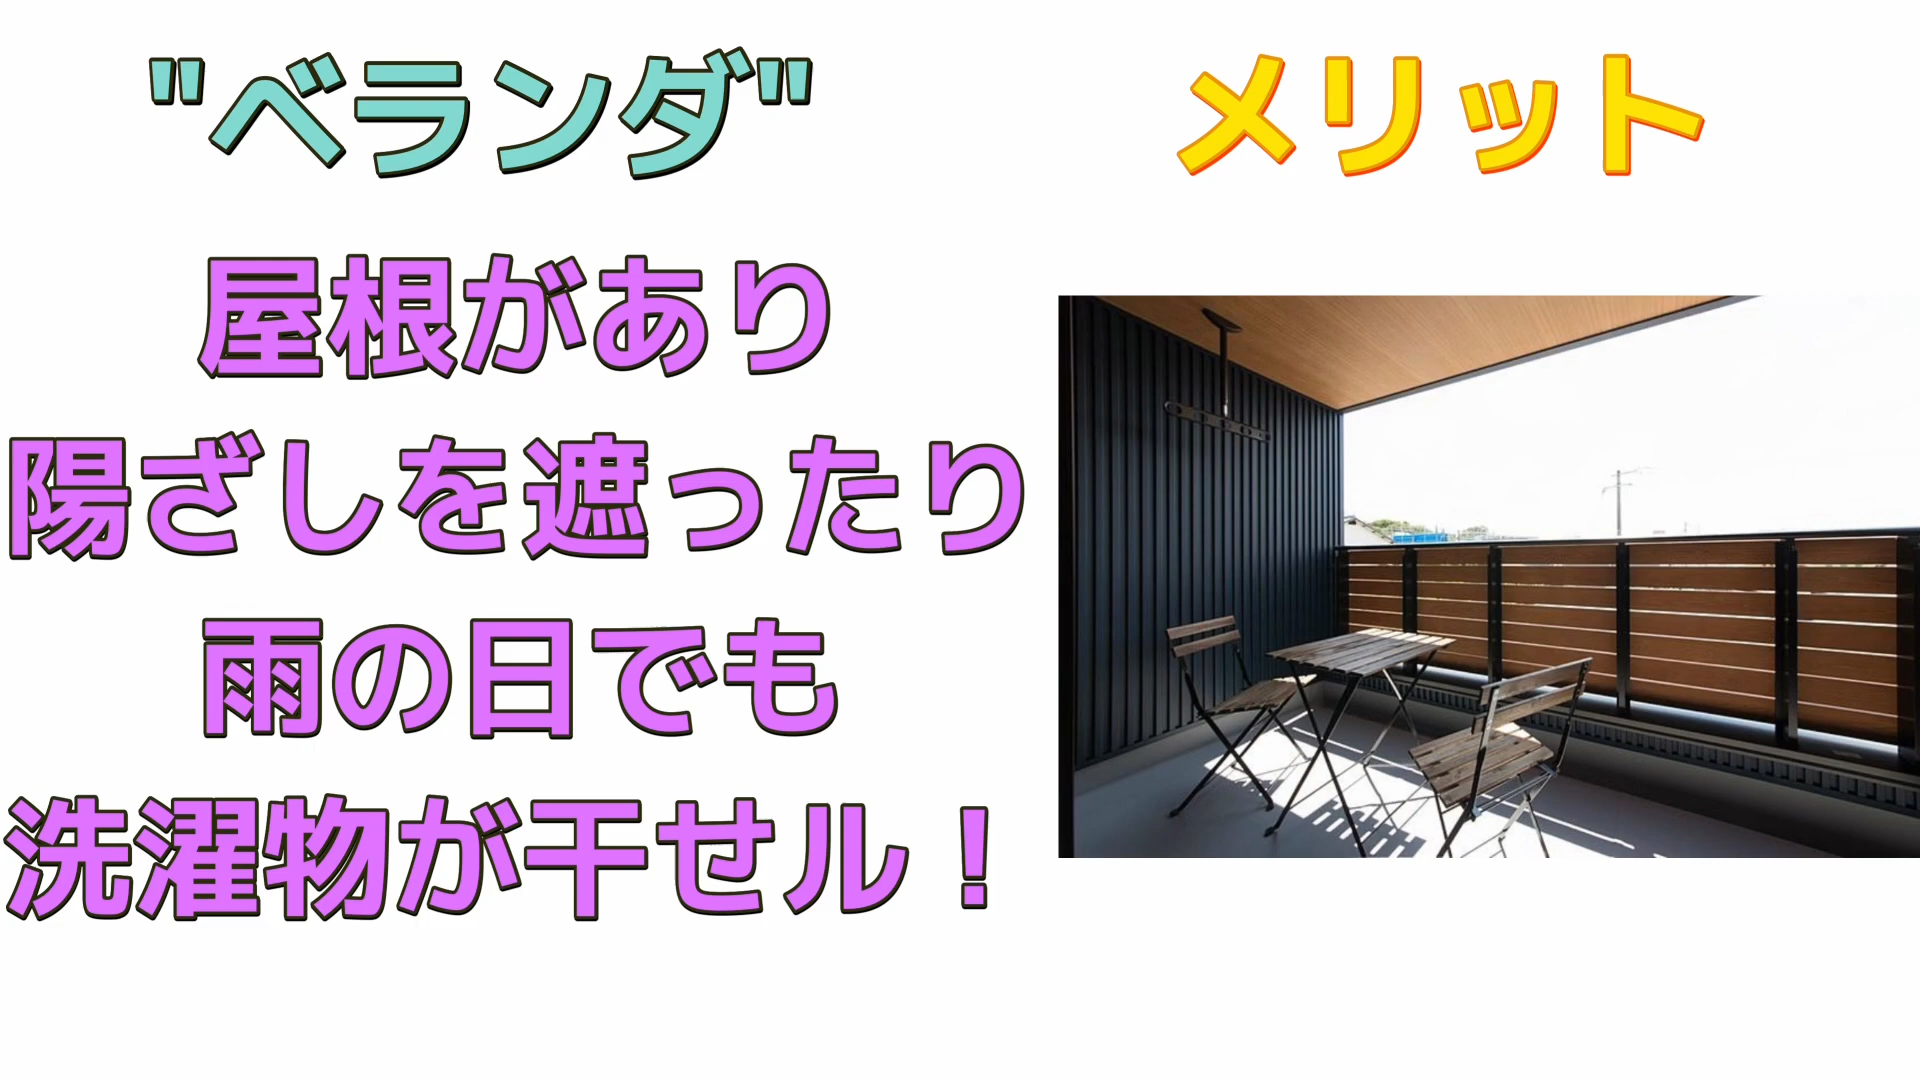 "ベランダ"
メリット
屋根があり
陽ざしを遮ったり
雨の日でも
洗濯物が干せル！